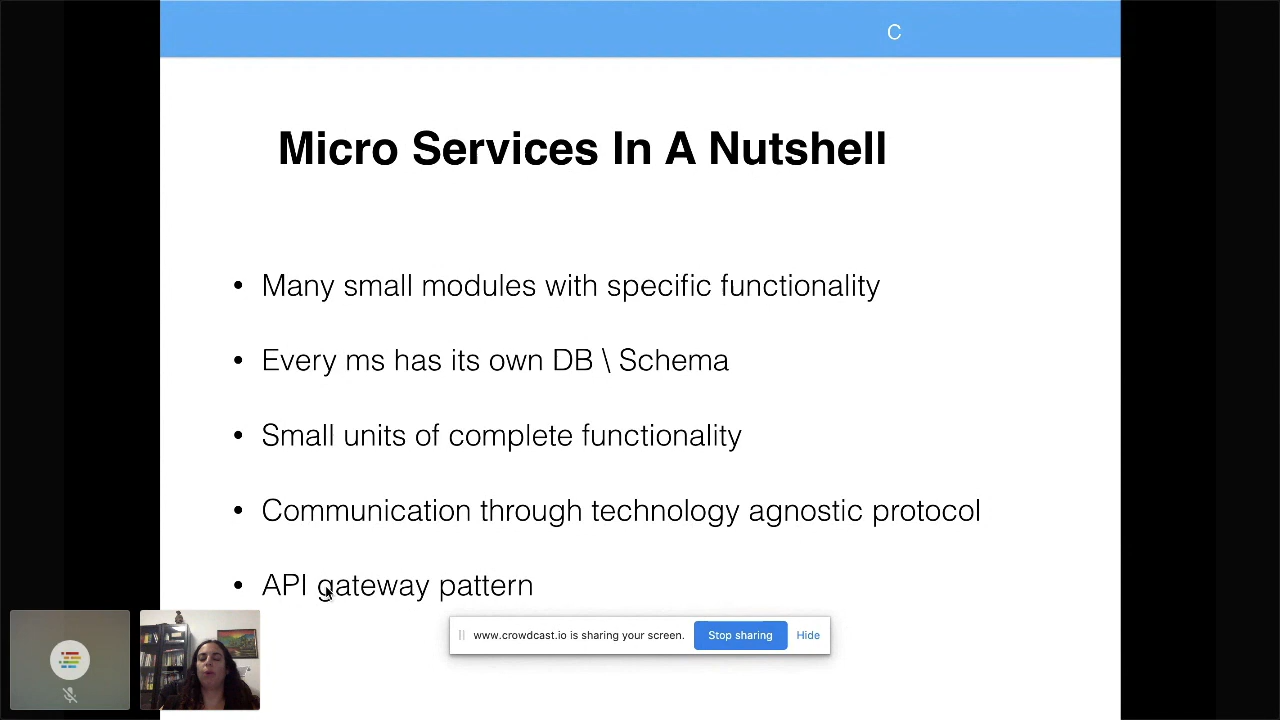 C
Micro Services In A Nutshell
• Many small modules with specific functionality
• Every ms has its own DB \ Schema
• Small units of complete functionality
• Communication through technology agnostic protocol
• API gateway pattern
www.crowdcast.io is sharing your screen. Stop sharing Hide